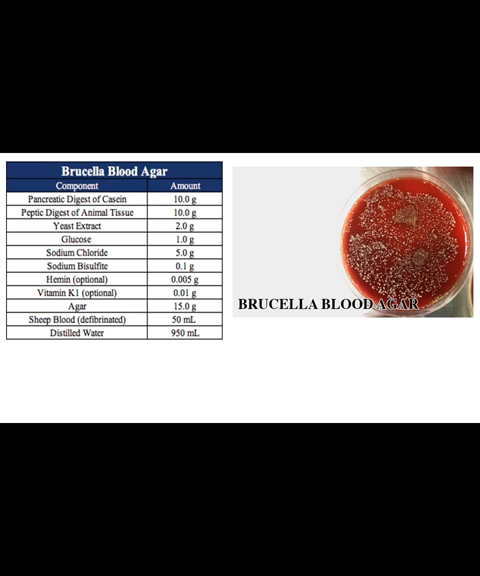 Brucella Blood Agar
Component Amount
Pancreatic Digest of Casein 10.0 g
Peptic Digest of Animal Tissue 10.0 g
Yeast Extract 2.0 g
Glucose 1.0 g
Sodium Chloride 5.0 g
Sodium Bisulfite 0.1 g
Hemin (optional) 0.005 g
Vitamin K1 (optional) 0.01 g
Agar 15.0 g
Sheep Blood (defibrinated) 50 mL
Distilled Water 950 mL
BRUCELLA BLOOD AGAR